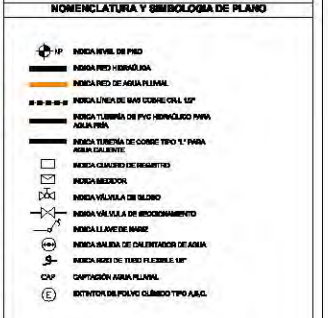 NOMENCLATURA Y SIMBOLOGIA DE PLANO
NP INDICA NIVEL DE PISO
INDICA RED HIDRAÚLICA
INDICA RED DE AGUA PLUVIAL
INDICA LÍNEA DE GAS COBRE CR.L 1/2"
INDICA TUBERÍA DE PVC HIDRAÚLICO PARA
AGUA FRÍA
INDICA TUBERÍA DE COBRE TIPO "L" PARA
AGUA CALIENTE
INDICA CUADRO DE REGISTRO
INDICA MEDIDOR
INDICA VÁLVULA DE GLOBO
INDICA VÁLVULA DE SECCIONAMIENTO
INDICA LLAVE DE NARIZ
INDICA SALIDA DE CALENTADOR DE AGUA
INDICA RIZO DE TUBO FLEXIBLE
CAP CAPTACIÓN AGUA PLUVIAL
E EXTINTOR DE POLVO QUÍMICO TIPO A.B.C.